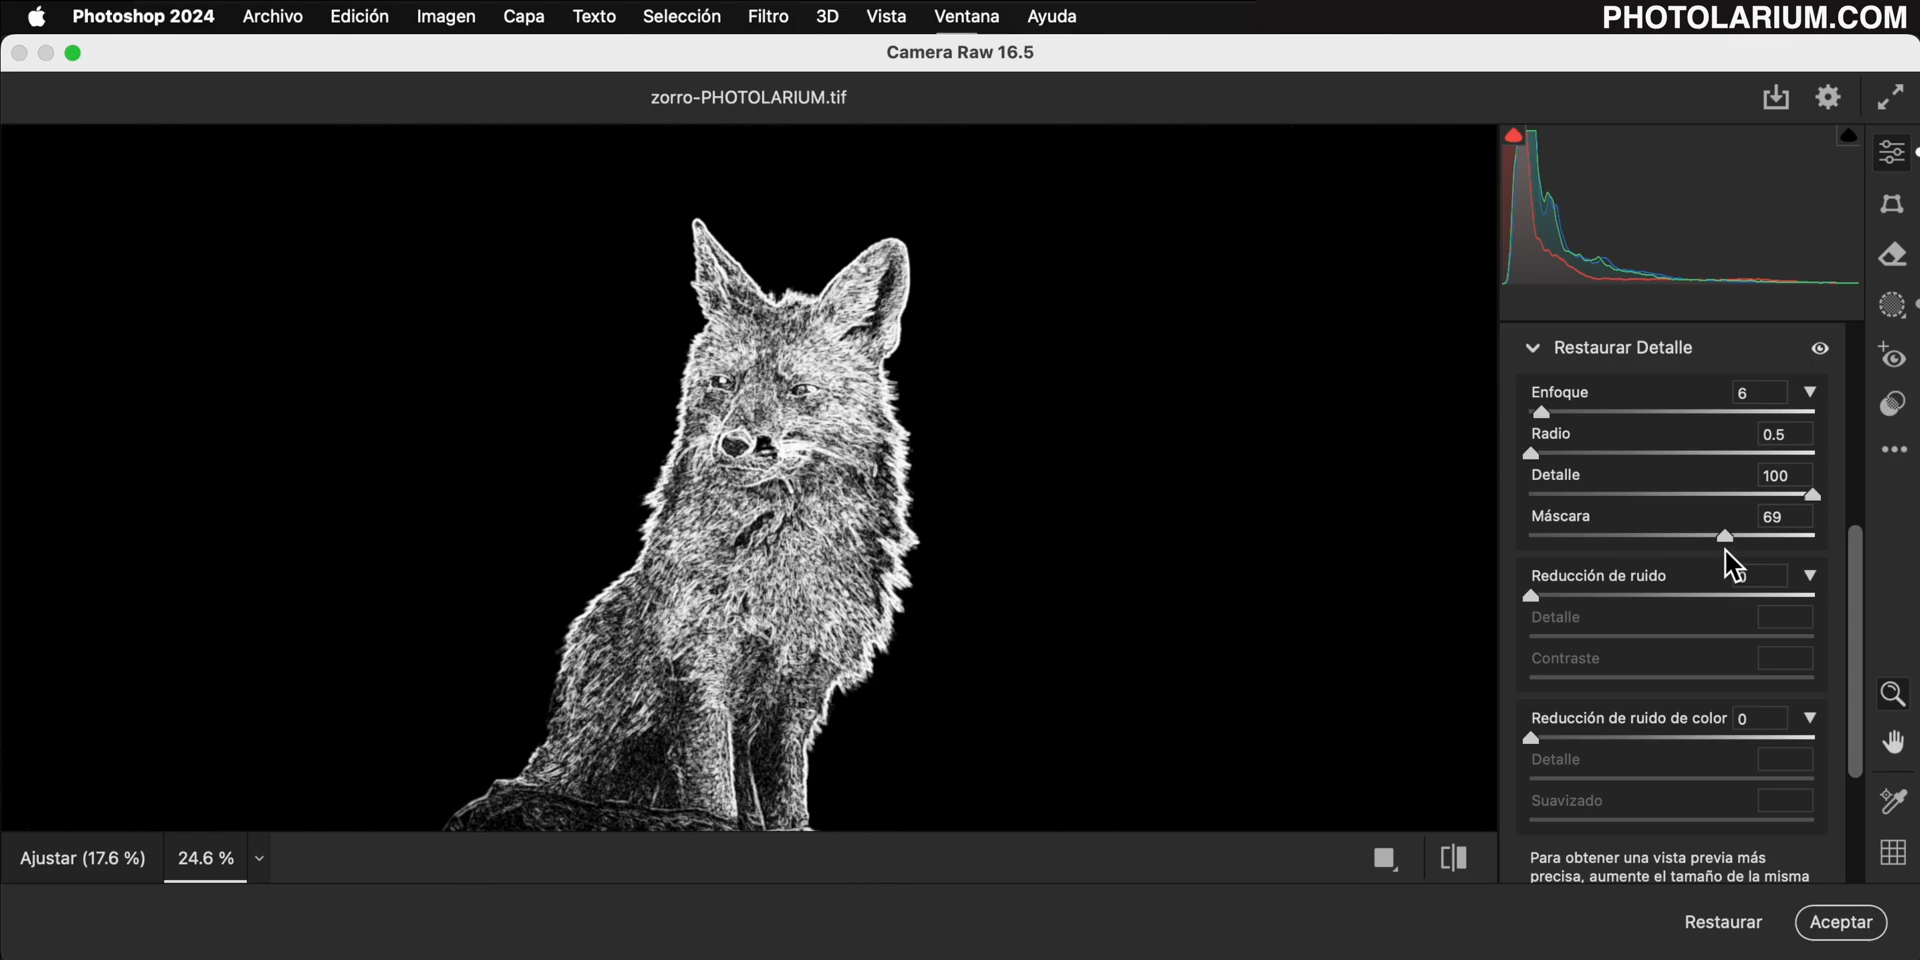 Photoshop 2024 Archivo Edición Imagen Capa Texto Selección Filtro 3D Vista Ventana Ayuda
PHOTOLARIUM.COM
Camera Raw 16.5
zorro-PHOTOLARIUM.tif
Restaurar Detalle
Enfoque 6
Radio 0.5
Detalle 100
Máscara 69
Reducción de ruido
Detalle
Contraste
Reducción de ruido de color 0
Detalle
Suavizado
Para obtener una vista previa más
precisa, aumente el tamaño de la misma
Ajustar (17.6 %) 24.6 %
Restaurar Aceptar